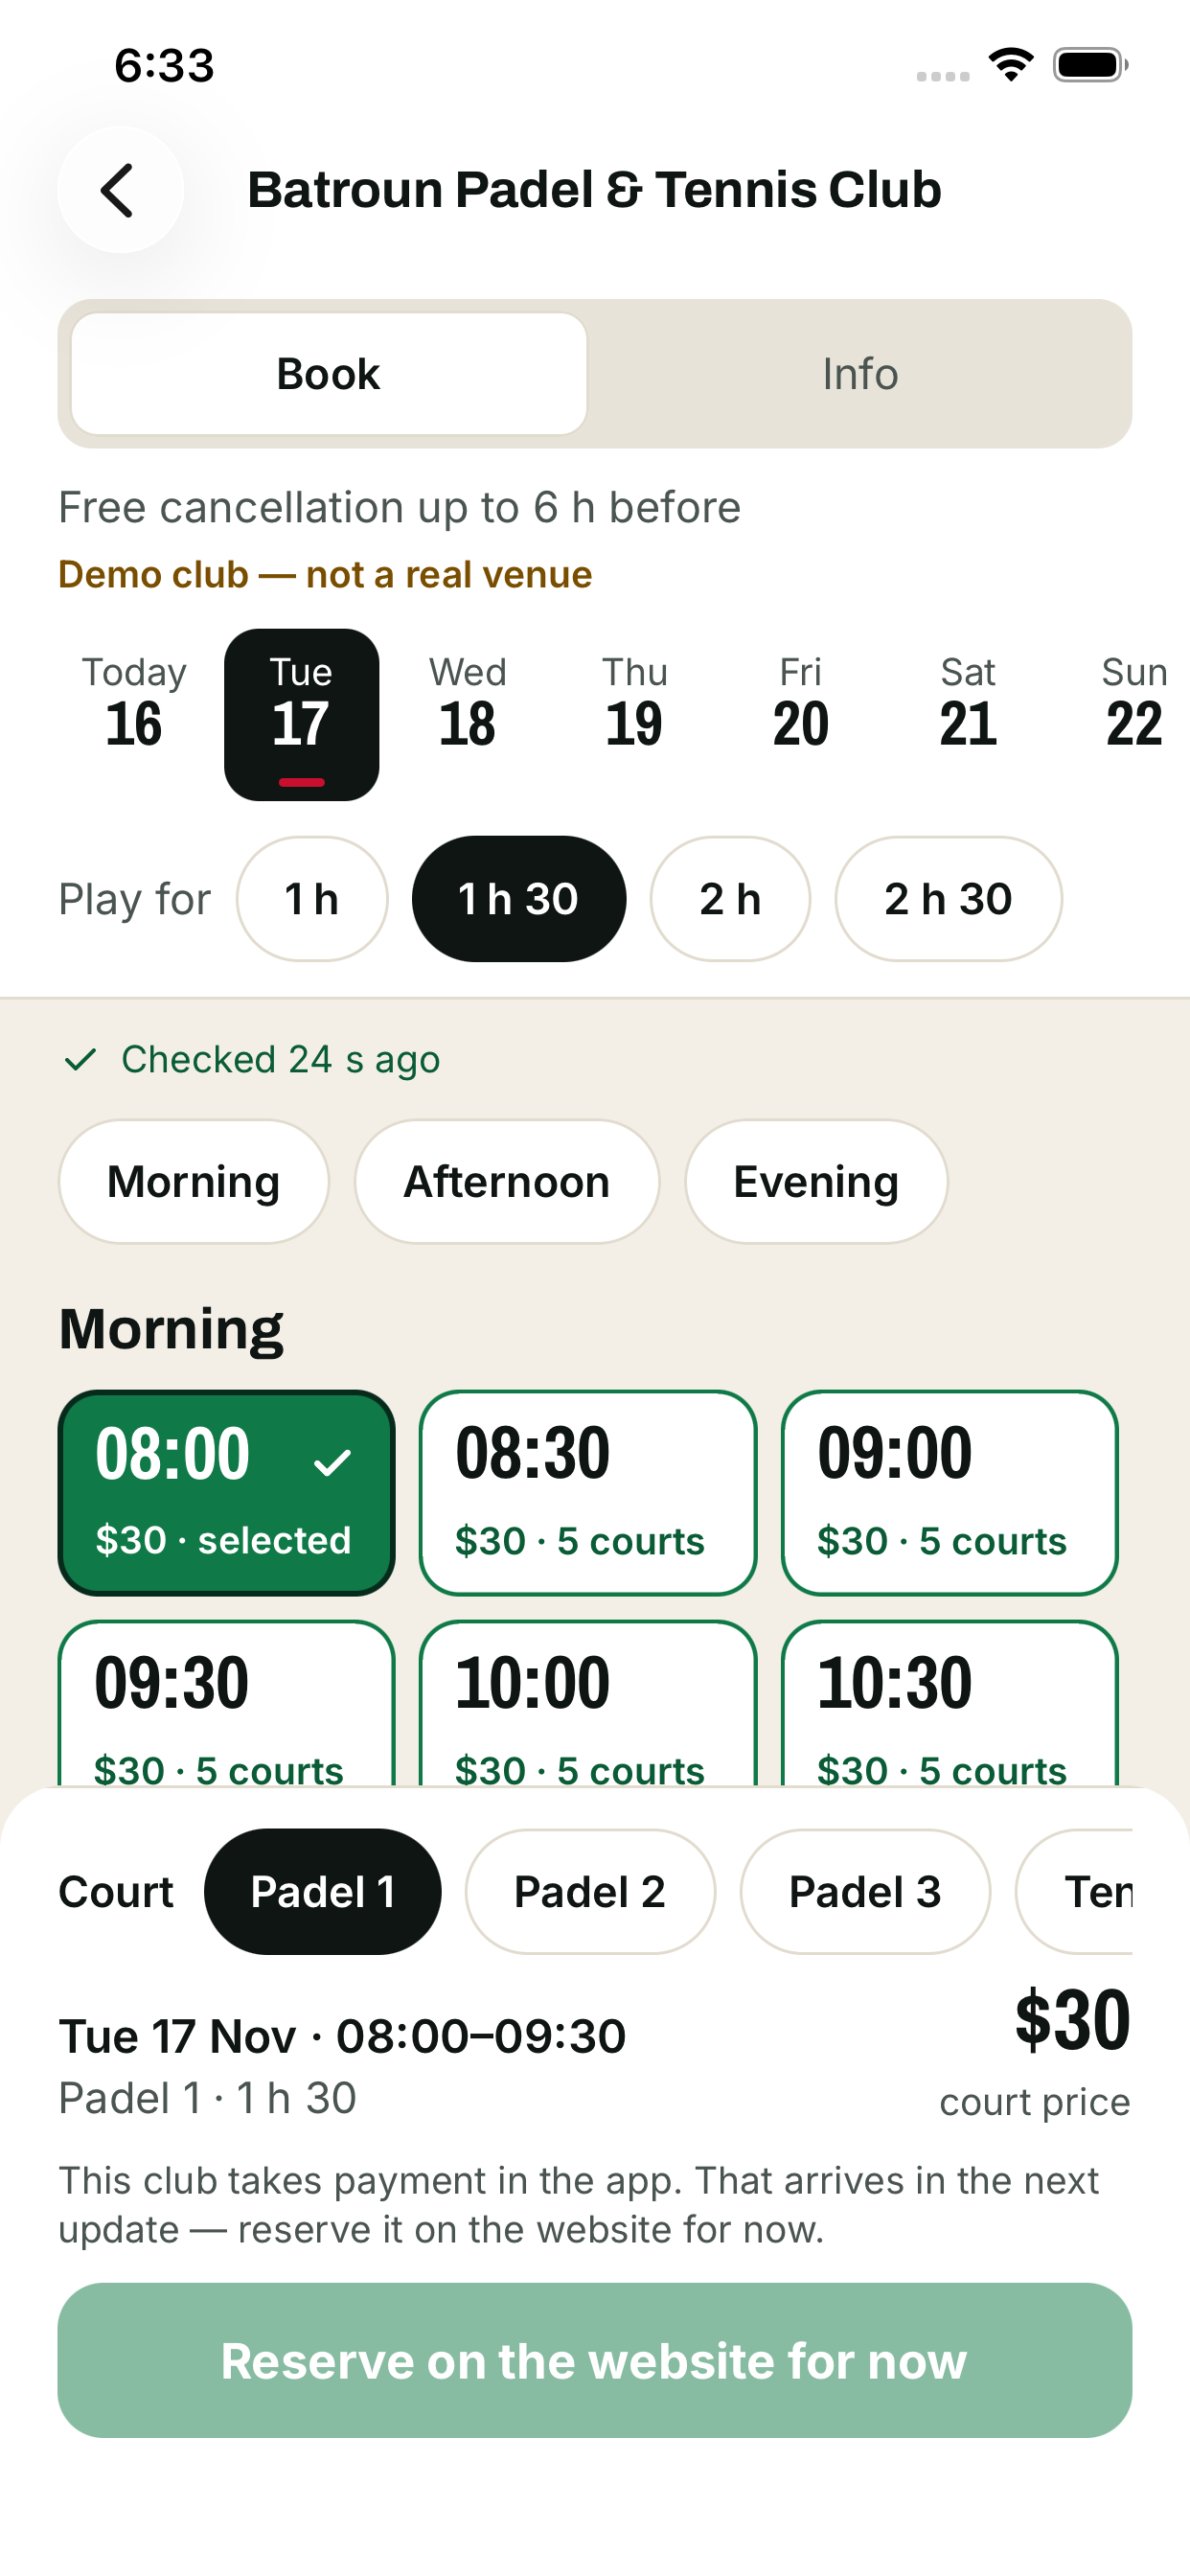 6:33
Batroun Padel & Tennis Club
Book Info
Free cancellation up to 6 h before
Demo club — not a real venue
Today Tue Wed Thu Fri Sat Sun
16 17 18 19 20 21 22
Play for 1 h 1 h 30 2 h 2 h 30
Checked 24 s ago
Morning Afternoon Evening
Morning
08:00 08:30 09:00
$30 · selected $30 · 5 courts $30 · 5 courts
09:30 10:00 10:30
$30 · 5 courts $30 · 5 courts $30 · 5 courts
Court Padel 1 Padel 2 Padel 3
Tue 17 Nov · 08:00–09:30 $30
Padel 1 · 1 h 30 court price
This club takes payment in the app. That arrives in the next
update — reserve it on the website for now.
Reserve on the website for now